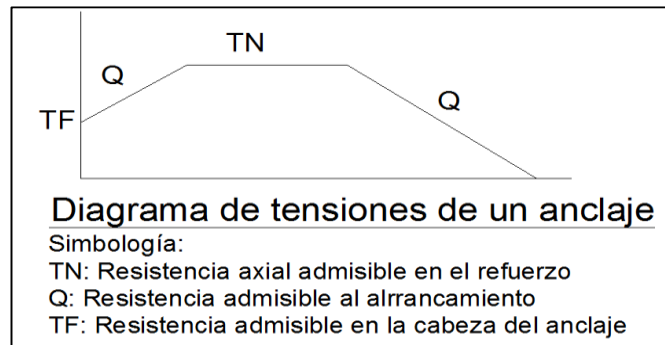 TN
Q
Q
TF
Diagrama de tensiones de un anclaje
Simbología:
TN: Resistencia axial admisible en el refuerzo
Q: Resistencia admisible al alrrancamiento
TF: Resistencia admisible en la cabeza del anclaje